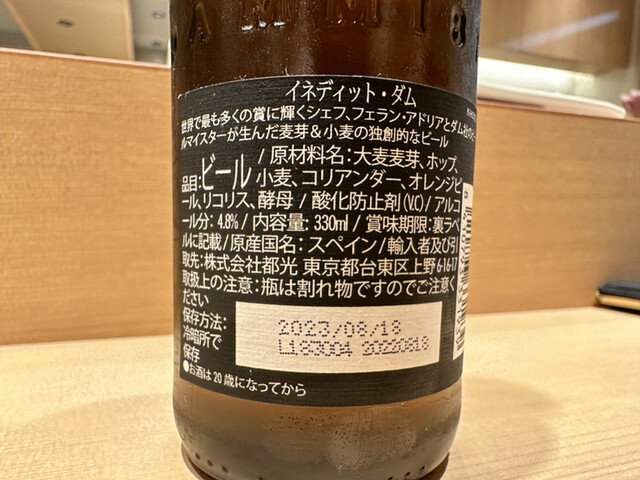 イネディット・ダム
世界で最も多くの賞に輝くシェフ、フェラン・アドリアとダム社の
ルマイスターが生んだ麦芽&小麦の独創的なビール
品目:ビール / 原材料名:大麦麦芽、ホップ、
小麦、コリアンダー、オレンジピ
ール、リコリス、酵母 / 酸化防止剤(V.C) / アルコ
ール分:4.8% / 内容量:330ml / 賞味期限:裏ラベ
ルに記載 / 原産国名:スペイン / 輸入者及び引
取先:株式会社都光 東京都台東区上野6-16-17
取扱上の注意:瓶は割れ物ですのでご注意く
ださい
保存方法:
冷暗所で
保存
2023/08/18
L183004 20220818
●お酒は20歳になってから